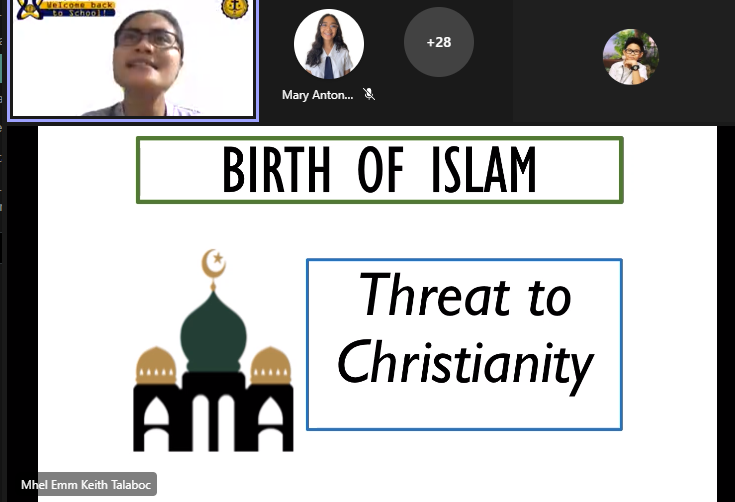 Welcome back
to School!
+28
Mary Anton...
BIRTH OF ISLAM
Threat to
Christianity
Mhel Emm Keith Talaboc